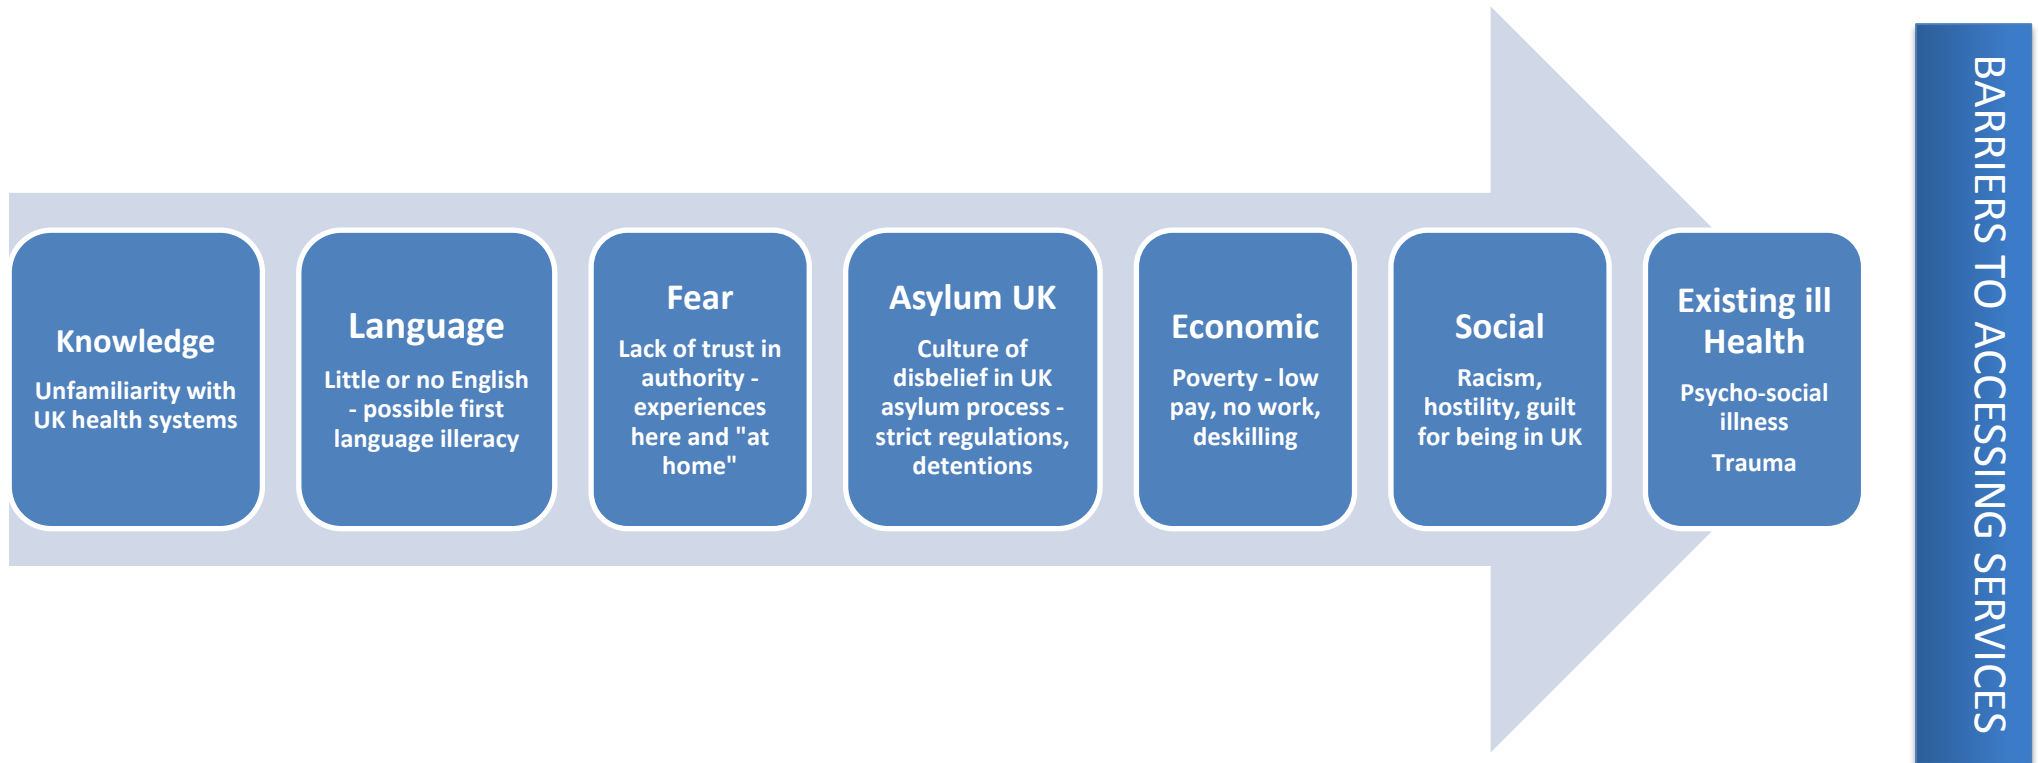 Knowledge
Unfamiliarity with
UK health systems
Language
Little or no English
- possible first
language illeracy
Fear
Lack of trust in
authority -
experiences
here and "at
home"
Asylum UK
Culture of
disbelief in UK
asylum process -
strict regulations,
detentions
Economic
Poverty - low
pay, no work,
deskilling
Social
Racism,
hostility, guilt
for being in UK
Existing ill
Health
Psycho-social
illness
Trauma
BARRIERS TO ACCESSING SERVICES